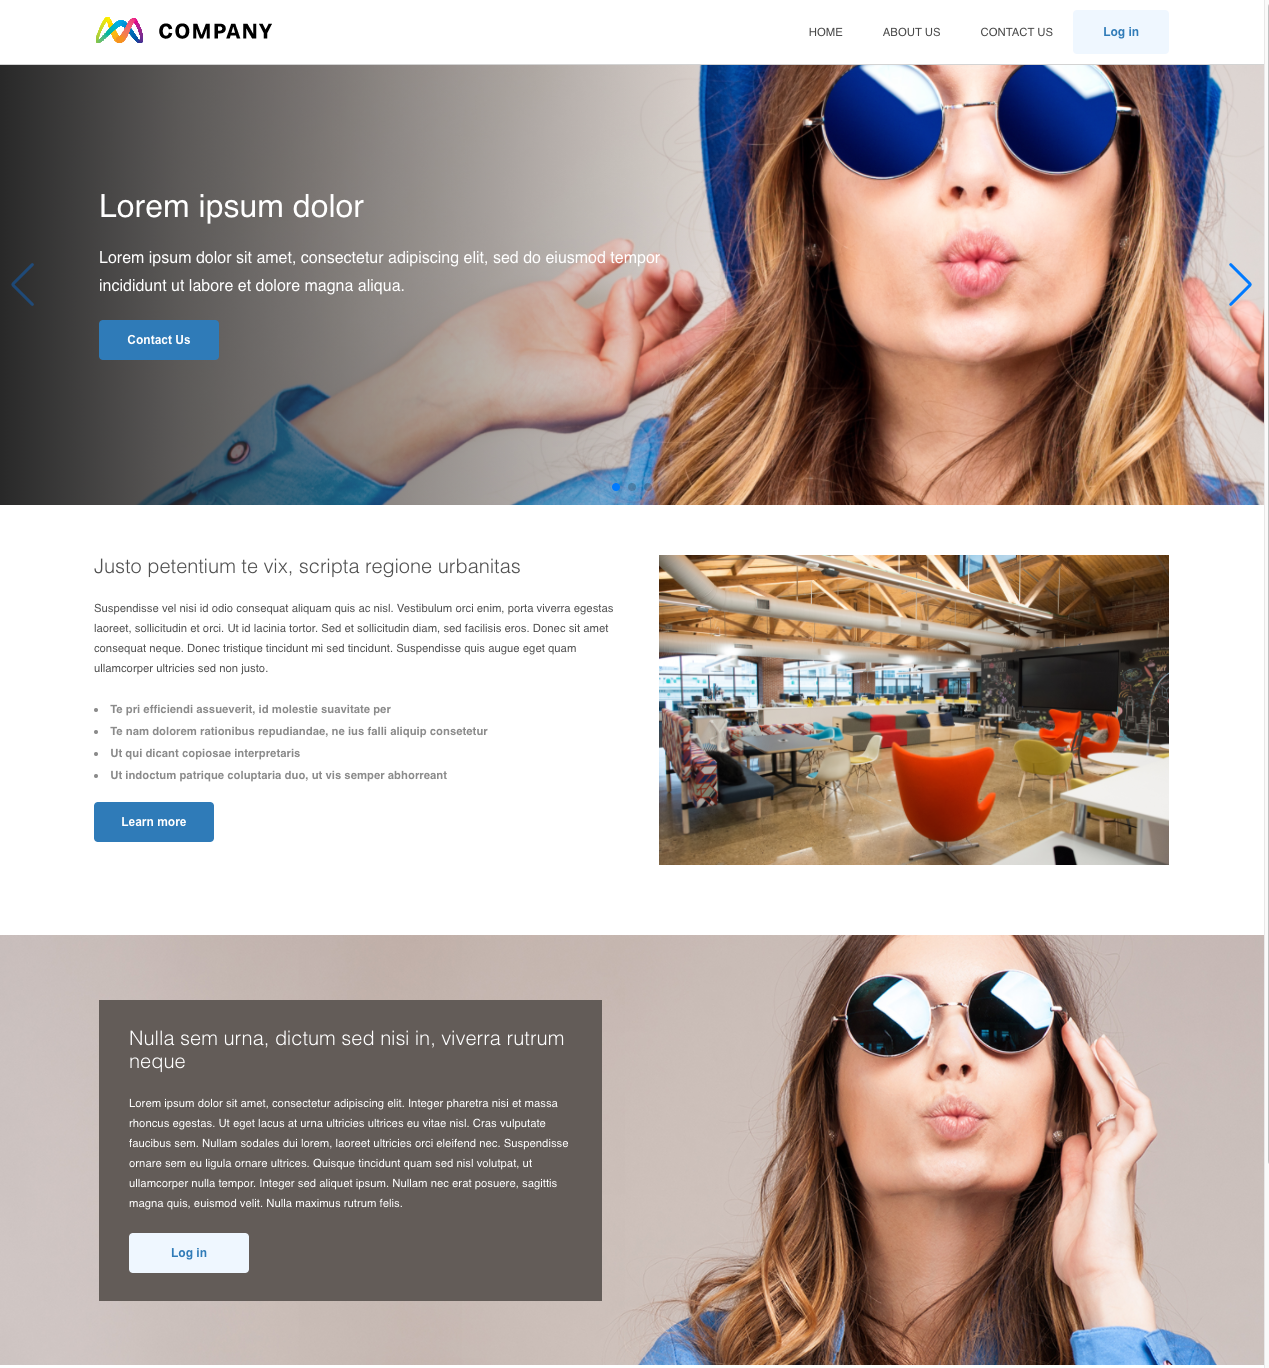 COMPANY
HOME
ABOUT US
CONTACT US
Log in
Lorem ipsum dolor
Lorem ipsum dolor sit amet, consectetur adipiscing elit, sed do eiusmod tempor
incididunt ut labore et dolore magna aliqua.
Contact Us
Justo petentium te vix, scripta regione urbanitas
Suspendisse vel nisi id odio consequat aliquam quis ac nisl. Vestibulum orci enim, porta viverra egestas
laoreet, sollicitudin et orci. Ut id lacinia tortor. Sed et sollicitudin diam, sed facilisis eros. Donec sit amet
consequat neque. Donec tristique tincidunt mi sed tincidunt. Suspendisse quis augue eget quam
ullamcorper ultricies sed non justo.
• Te pri efficiendi assueverit, id molestie suavitate per
• Te nam dolorem rationibus repudiandae, ne ius falli aliquip consetetur
• Ut qui dicant copiosae interpretaris
• Ut indoctum patrique coluptaria duo, ut vis semper abhorreant
Learn more
Nulla sem urna, dictum sed nisi in, viverra rutrum
neque
Lorem ipsum dolor sit amet, consectetur adipiscing elit. Integer pharetra nisi et massa
rhoncus egestas. Ut eget lacus at urna ultricies ultrices eu vitae nisl. Cras vulputate
faucibus sem. Nullam sodales dui lorem, laoreet ultricies orci eleifend nec. Suspendisse
ornare sem eu ligula ornare ultrices. Quisque tincidunt quam sed nisl volutpat, ut
ullamcorper nulla tempor. Integer sed aliquet ipsum. Nullam nec erat posuere, sagittis
magna quis, euismod velit. Nulla maximus rutrum felis.
Log in